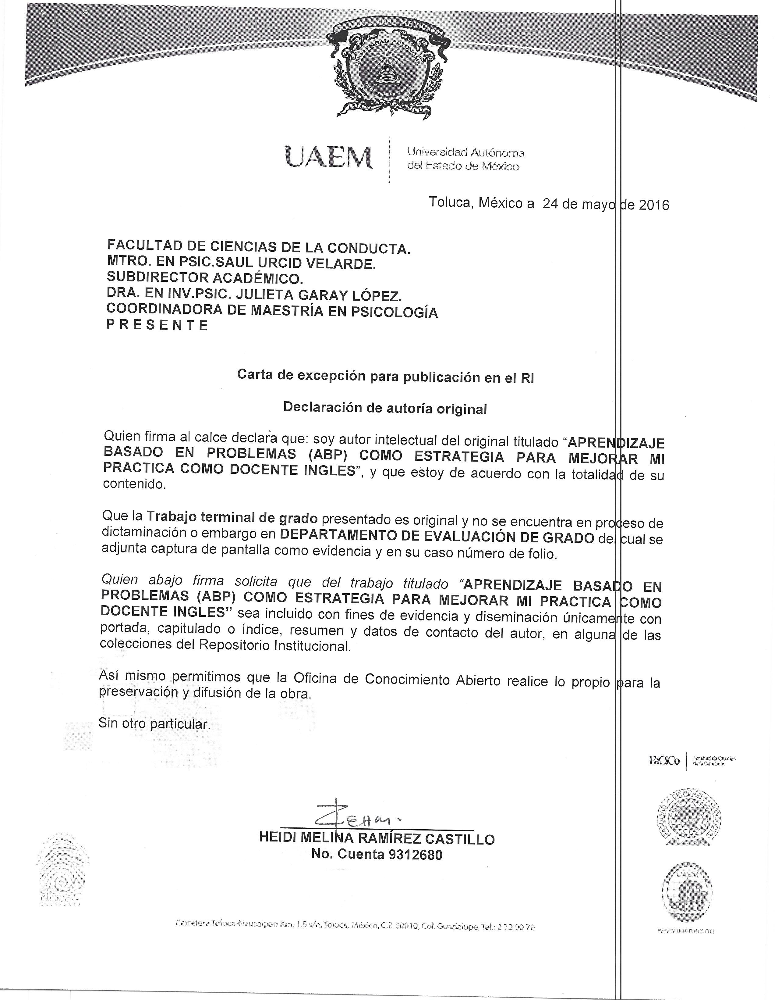 ESTADOS UNIDOS MEXICANOS
UNIVERSIDAD AUTONOMA
PATRIA, CIENCIA Y TRABAJO
ESTADO MEXICO
UAEM
Universidad Autónoma
del Estado de México
Toluca, México a 24 de mayo de 2016
FACULTAD DE CIENCIAS DE LA CONDUCTA.
MTRO. EN PSIC.SAUL URCID VELARDE.
SUBDIRECTOR ACADÉMICO.
DRA. EN INV.PSIC. JULIETA GARAY LÓPEZ.
COORDINADORA DE MAESTRÍA EN PSICOLOGÍA
P R E S E N T E
Carta de excepción para publicación en el RI
Declaración de autoría original
Quien firma al calce declara que: soy autor intelectual del original titulado “APRENDIZAJE
BASADO EN PROBLEMAS (ABP) COMO ESTRATEGIA PARA MEJORAR MI
PRACTICA COMO DOCENTE INGLES”, y que estoy de acuerdo con la totalidad de su
contenido.
Que la Trabajo terminal de grado presentado es original y no se encuentra en proceso de
dictaminación o embargo en DEPARTAMENTO DE EVALUACIÓN DE GRADO del cual se
adjunta captura de pantalla como evidencia y en su caso número de folio.
Quien abajo firma solicita que del trabajo titulado “APRENDIZAJE BASADO EN
PROBLEMAS (ABP) COMO ESTRATEGIA PARA MEJORAR MI PRACTICA COMO
DOCENTE INGLES” sea incluido con fines de evidencia y diseminación únicamente con
portada, capitulado o índice, resumen y datos de contacto del autor, en alguna de las
colecciones del Repositorio Institucional.
Así mismo permitimos que la Oficina de Conocimiento Abierto realice lo propio para la
preservación y difusión de la obra.
Sin otro particular.
FaCiCo
Facultad de Ciencias
de la Conducta
FACULTAD DE CIENCIAS DE LA CONDUCTA
UAEM
HEIDI MELINA RAMÍREZ CASTILLO
No. Cuenta 9312680
UAEM
FaCiCo
Carretera Toluca-Naucalpan Km. 1.5 s/n, Toluca, México, C.P. 50010, Col. Guadalupe, Tel.: 2 72 00 76
www.uaemex.mx